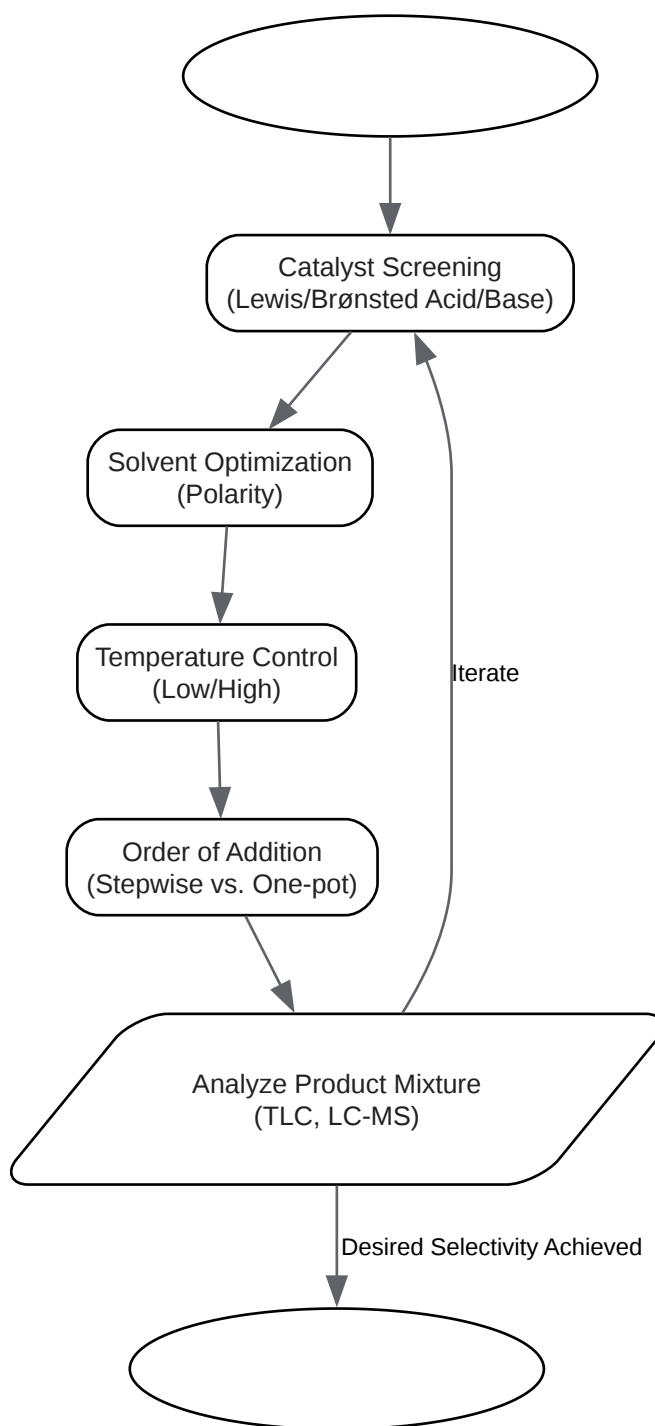 Catalyst Screening
(Lewis/Brønsted Acid/Base)
Solvent Optimization
(Polarity)
Temperature Control
(Low/High)
Iterate
Order of Addition
(Stepwise vs. One-pot)
Analyze Product Mixture
(TLC, LC-MS)
Desired Selectivity Achieved